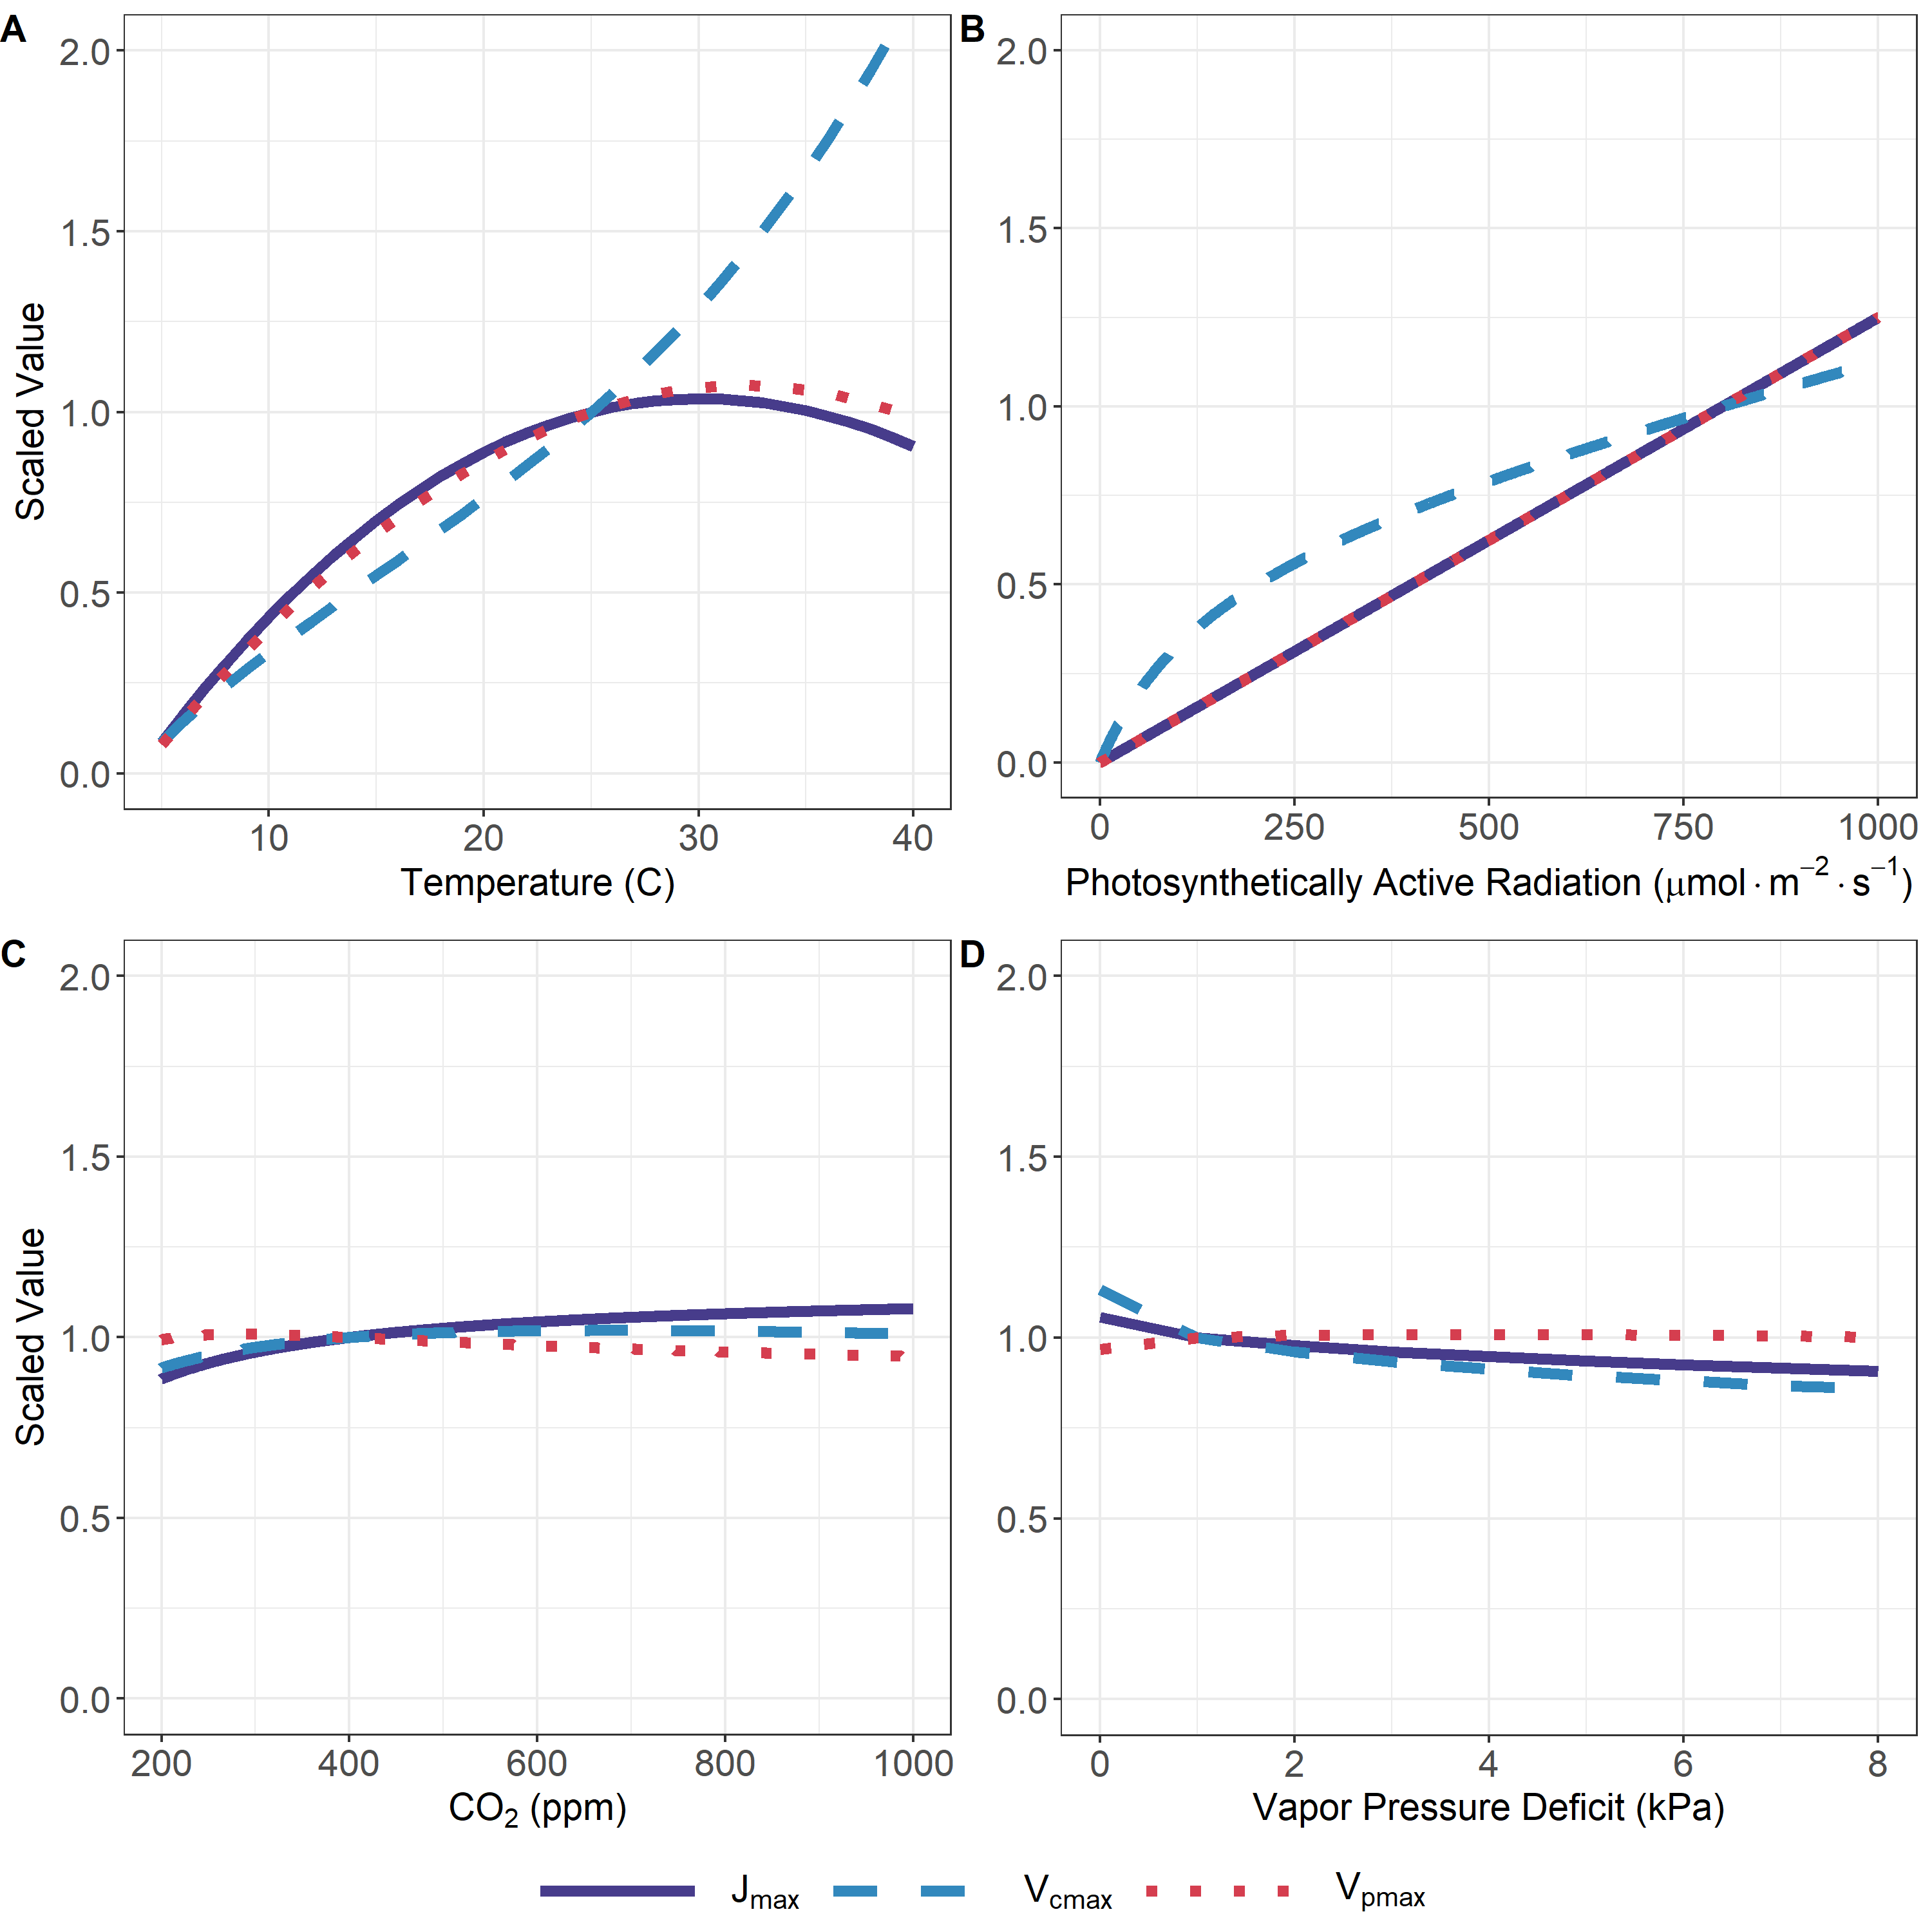 A
2.0
1.5
1.0
0.5
0.0
Scaled Value
10 20 30 40
Temperature (C)
B
2.0
1.5
1.0
0.5
0.0
0 250 500 750 1000
Photosynthetically Active Radiation (μmol · m⁻² · s⁻¹)
C
2.0
1.5
1.0
0.5
0.0
Scaled Value
200 400 600 800 1000
CO₂ (ppm)
D
2.0
1.5
1.0
0.5
0.0
0 2 4 6 8
Vapor Pressure Deficit (kPa)
Jmax Vcmax Vpmax